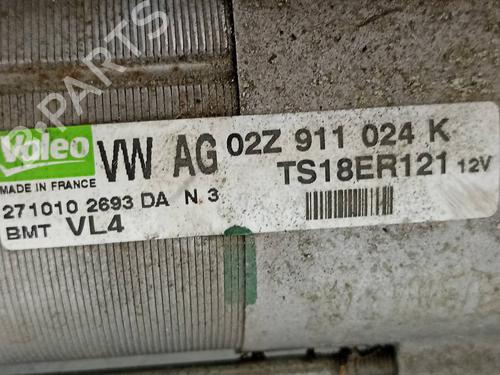 Valeo VW AG 02Z 911 024 K
MADE IN FRANCE TS18ER121 12V
271010 2693 DA N. 3
BMT VL4